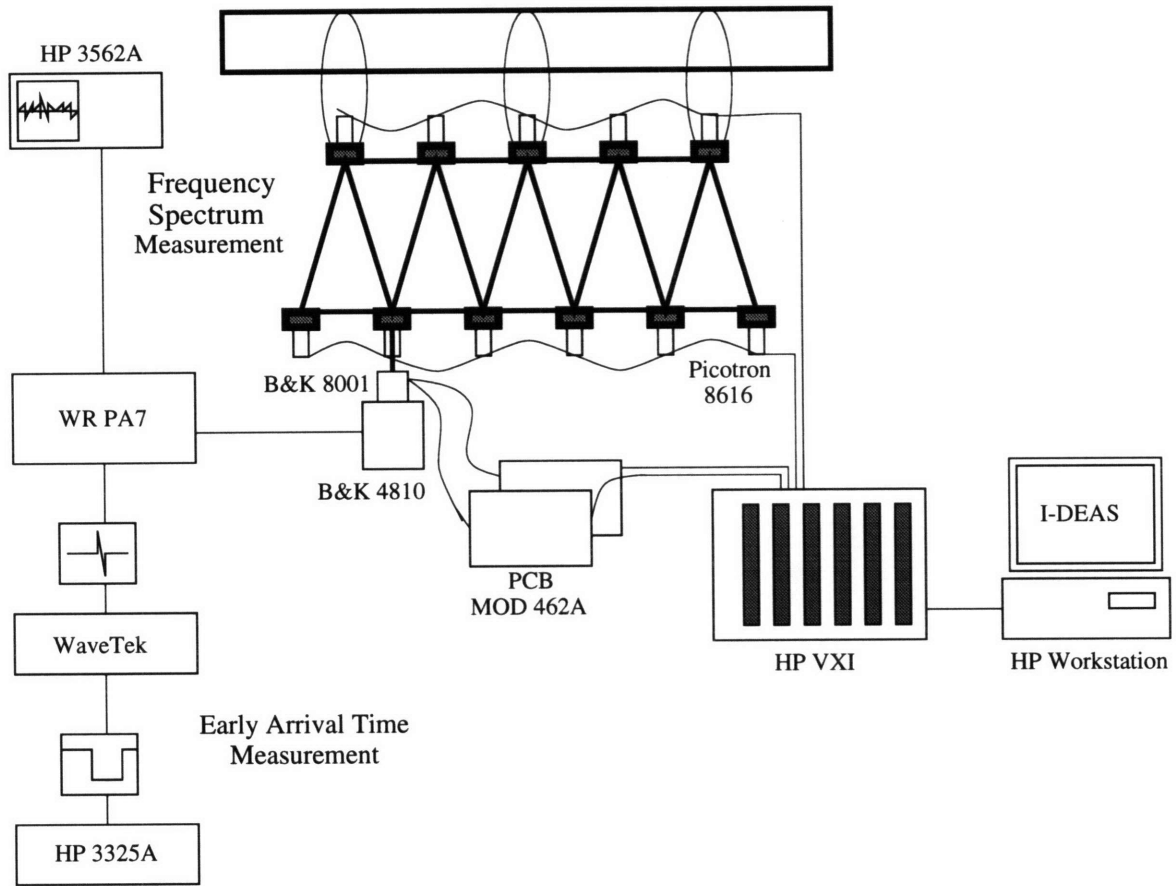 HP 3562A
Frequency
Spectrum
Measurement
Picotron
8616
B&K 8001
WR PA7
B&K 4810
I-DEAS
PCB
MOD 462A
WaveTek
HP VXI
HP Workstation
Early Arrival Time
Measurement
HP 3325A